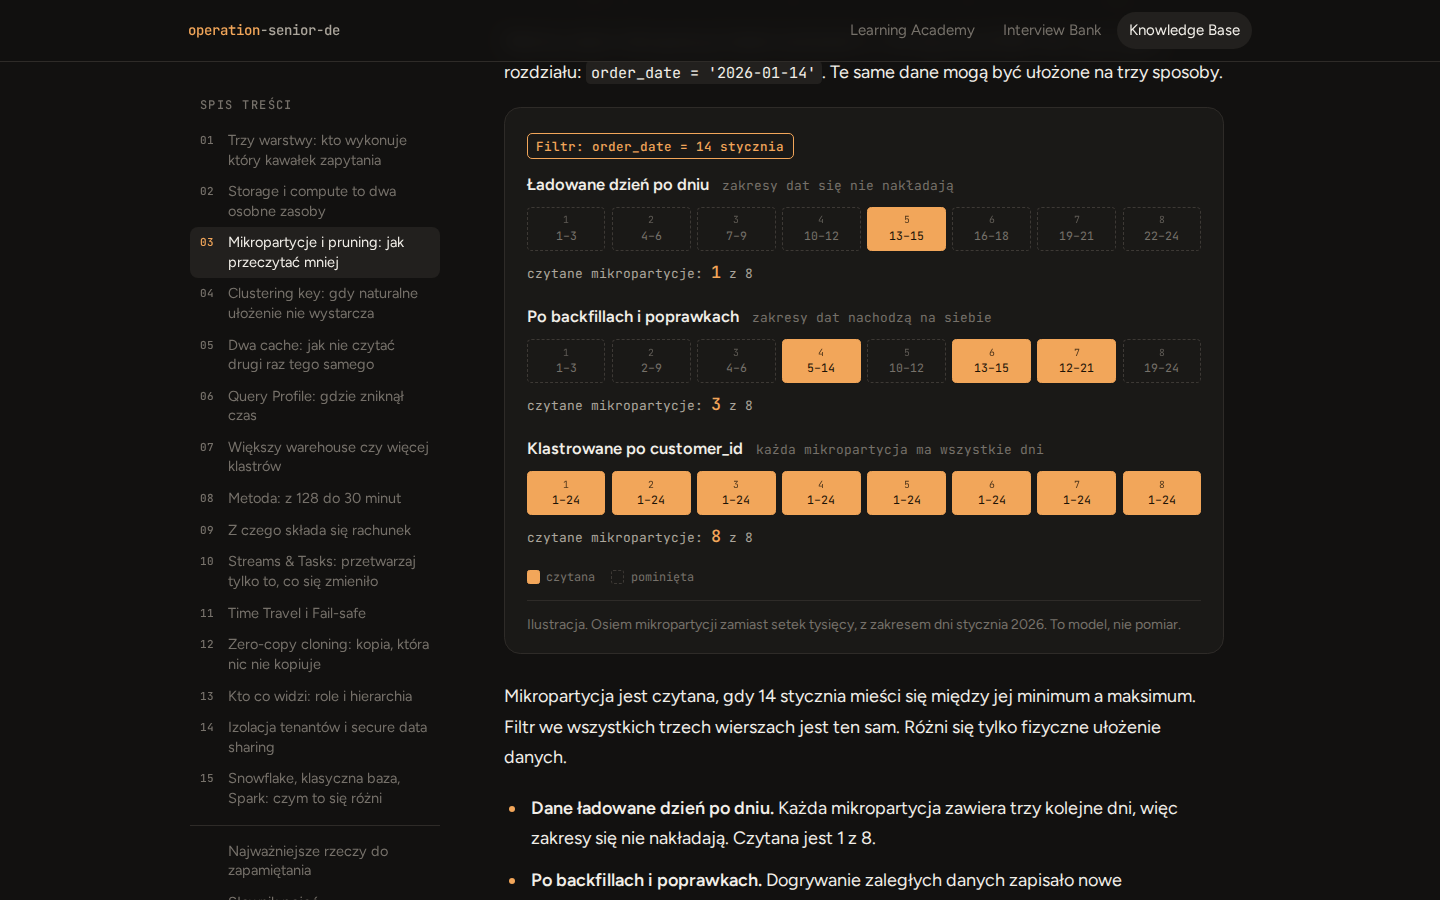 operation-senior-de
Learning Academy
Interview Bank
Knowledge Base
SPIS TREŚCI
01 Trzy warstwy: kto wykonuje
który kawałek zapytania
02 Storage i compute to dwa
osobne zasoby
03 Mikropartycje i pruning: jak
przeczytać mniej
04 Clustering key: gdy naturalne
ułożenie nie wystarcza
05 Dwa cache: jak nie czytać
drugi raz tego samego
06 Query Profile: gdzie zniknął
czas
07 Większy warehouse czy więcej
klastrów
08 Metoda: z 128 do 30 minut
09 Z czego składa się rachunek
10 Streams & Tasks: przetwarzaj
tylko to, co się zmieniło
11 Time Travel i Fail-safe
12 Zero-copy cloning: kopia, która
nic nie kopiuje
13 Kto co widzi: role i hierarchia
14 Izolacja tenantów i secure data
sharing
15 Snowflake, klasyczna baza,
Spark: czym to się różni
Najważniejsze rzeczy do
zapamiętania
rozdziału: order_date = '2026-01-14' . Te same dane mogą być ułożone na trzy sposoby.
Filtr: order_date = 14 stycznia
Ładowane dzień po dniu zakresy dat się nie nakładają
1 2 3 4 5 6 7 8
1–3 4–6 7–9 10–12 13–15 16–18 19–21 22–24
czytane mikropartycje: 1 z 8
Po backfillach i poprawkach zakresy dat nachodzą na siebie
1 2 3 4 5 6 7 8
1–3 2–9 4–6 5–14 10–12 13–15 12–21 19–24
czytane mikropartycje: 3 z 8
Klastrowane po customer_id każda mikropartycja ma wszystkie dni
1 2 3 4 5 6 7 8
1–24 1–24 1–24 1–24 1–24 1–24 1–24 1–24
czytane mikropartycje: 8 z 8
czytana pominięta
Ilustracja. Osiem mikropartycji zamiast setek tysięcy, z zakresem dni stycznia 2026. To model, nie pomiar.
Mikropartycja jest czytana, gdy 14 stycznia mieści się między jej minimum a maksimum.
Filtr we wszystkich trzech wierszach jest ten sam. Różni się tylko fizyczne ułożenie
danych.
• Dane ładowane dzień po dniu. Każda mikropartycja zawiera trzy kolejne dni, więc
zakresy się nie nakładają. Czytana jest 1 z 8.
• Po backfillach i poprawkach. Dogrywanie zaległych danych zapisało nowe